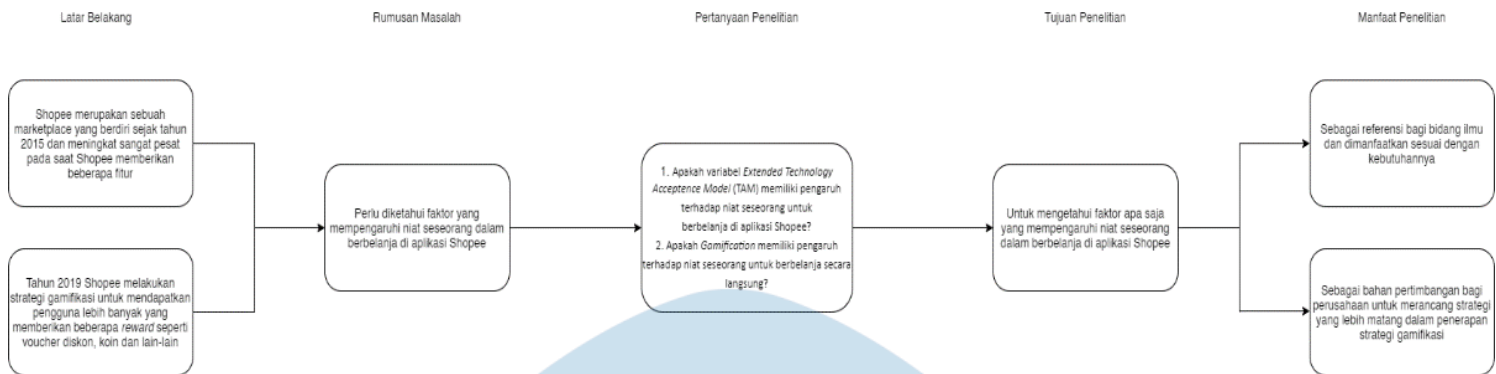 Latar Belakang
Rumusan Masalah
Pertanyaan Penelitian
Tujuan Penelitian
Manfaat Penelitian
Shopee merupakan sebuah
marketplace yang berdiri sejak tahun
2015 dan meningkat sangat pesat
pada saat Shopee memberikan
beberapa fitur
Tahun 2019 Shopee melakukan
strategi gamifikasi untuk mendapatkan
pengguna lebih banyak yang
memberikan beberapa reward seperti
voucher diskon, koin dan lain-lain
Perlu diketahui faktor yang
mempengaruhi niat seseorang dalam
berbelanja di aplikasi Shopee
1. Apakah variabel Extended Technology
Acceptence Model (TAM) memiliki pengaruh
terhadap niat seseorang untuk
berbelanja di aplikasi Shopee?
2. Apakah Gamification memiliki pengaruh
terhadap niat seseorang untuk berbelanja secara
langsung?
Untuk mengetahui faktor apa saja
yang mempengaruhi niat seseorang
dalam berbelanja di aplikasi Shopee
Sebagai referensi bagi bidang ilmu
dan dimanfaatkan sesuai dengan
kebutuhannya
Sebagai bahan pertimbangan bagi
perusahaan untuk merancang strategi
yang lebih matang dalam penerapan
strategi gamifikasi